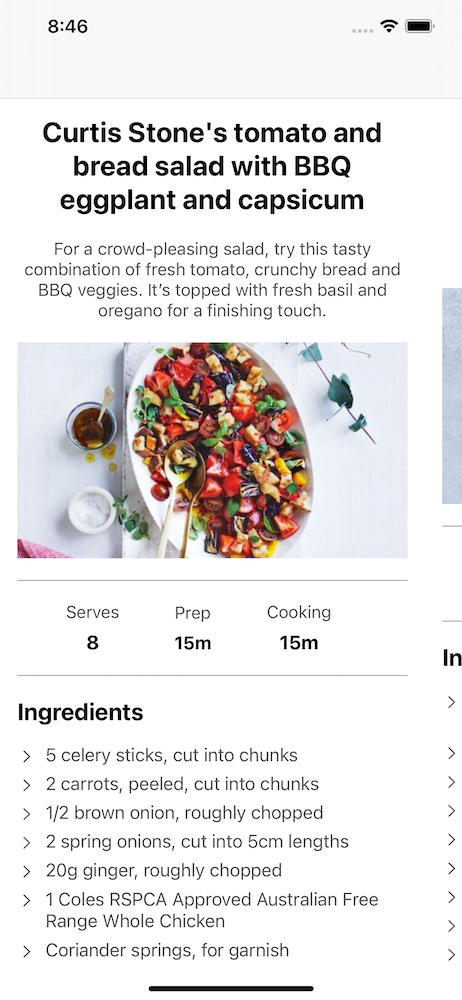 8:46
Curtis Stone's tomato and
bread salad with BBQ
eggplant and capsicum
For a crowd-pleasing salad, try this tasty
combination of fresh tomato, crunchy bread and
BBQ veggies. It’s topped with fresh basil and
oregano for a finishing touch.
Serves Prep Cooking
8 15m 15m
Ingredients
5 celery sticks, cut into chunks
2 carrots, peeled, cut into chunks
1/2 brown onion, roughly chopped
2 spring onions, cut into 5cm lengths
20g ginger, roughly chopped
1 Coles RSPCA Approved Australian Free
Range Whole Chicken
Coriander springs, for garnish
In